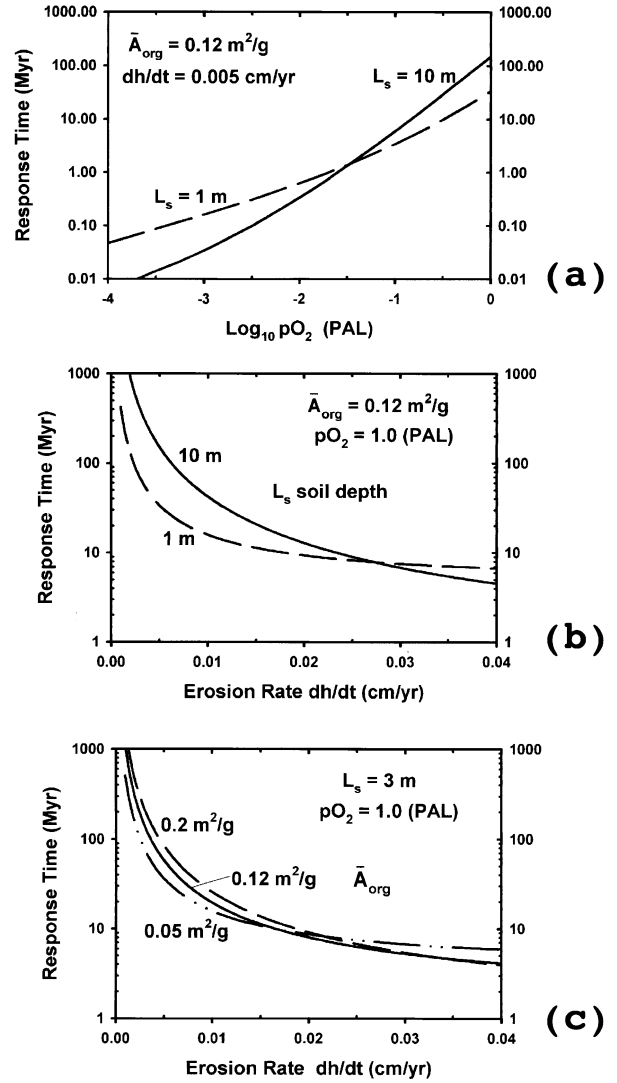 1000.00
1000.00
Ā_org = 0.12 m²/g
dh/dt = 0.005 cm/yr
L_s = 10 m
100.00
100.00
10.00
10.00
1.00
1.00
L_s = 1 m
0.10
0.10
0.01
0.01
-4
-3
-2
-1
0
Response Time (Myr)
Log₁₀ pO₂ (PAL)
(a)
1000
1000
Ā_org = 0.12 m²/g
pO₂ = 1.0 (PAL)
10 m
100
100
L_s soil depth
1 m
10
10
1
1
0.00
0.01
0.02
0.03
0.04
Response Time (Myr)
Erosion Rate dh/dt (cm/yr)
(b)
1000
1000
L_s = 3 m
pO₂ = 1.0 (PAL)
0.2 m²/g
100
100
0.12 m²/g
Ā_org
0.05 m²/g
10
10
1
1
0.00
0.01
0.02
0.03
0.04
Response Time (Myr)
Erosion Rate dh/dt (cm/yr)
(c)